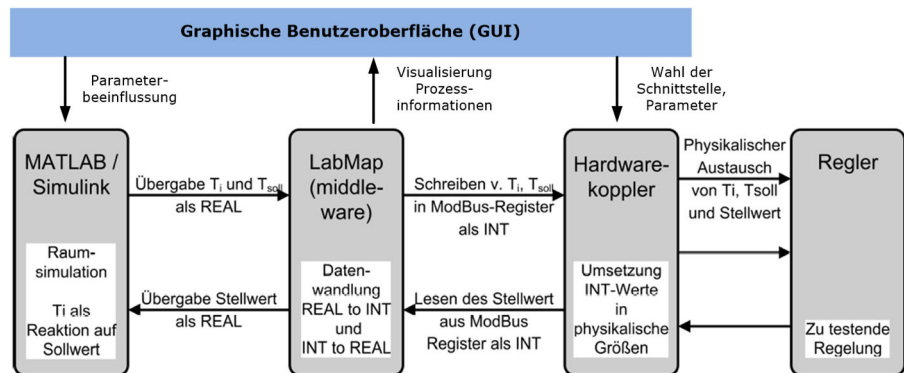 Graphische Benutzeroberfläche (GUI)
Parameter-
beeinflussung
Visualisierung
Prozess-
informationen
Wahl der
Schnittstelle,
Parameter
MATLAB /
Simulink
Raum-
simulation
Ti als
Reaktion auf
Sollwert
Übergabe Ti und Tsoll
als REAL
Übergabe Stellwert
als REAL
LabMap
(middle-
ware)
Daten-
wandlung
REAL to INT
und
INT to REAL
Schreiben v. Ti, Tsoll
in ModBus-Register
als INT
Lesen des Stellwert
aus ModBus
Register als INT
Hardware-
koppler
Umsetzung
INT-Werte
in
physikalische
Größen
Physikalischer
Austausch
von Ti, Tsoll
und Stellwert
Regler
Zu testende
Regelung